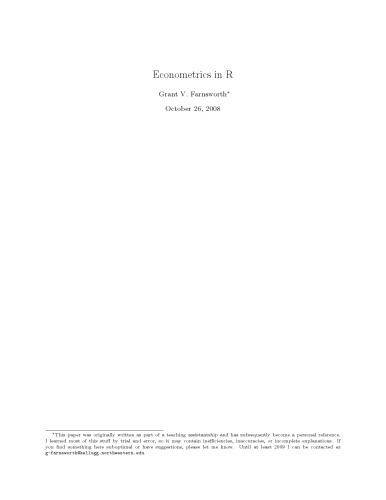 Econometrics in R
Grant V. Farnsworth*
October 26, 2008
*This paper was originally written as part of a teaching assistantship and has subsequently become a personal reference.
I learned most of this stuff by trial and error, so it may contain inefficiencies, inaccuracies, or incomplete explanations. If
you find something here suboptimal or have suggestions, please let me know. Until at least 2009 I can be contacted at
g-farnsworth@kellogg.northwestern.edu